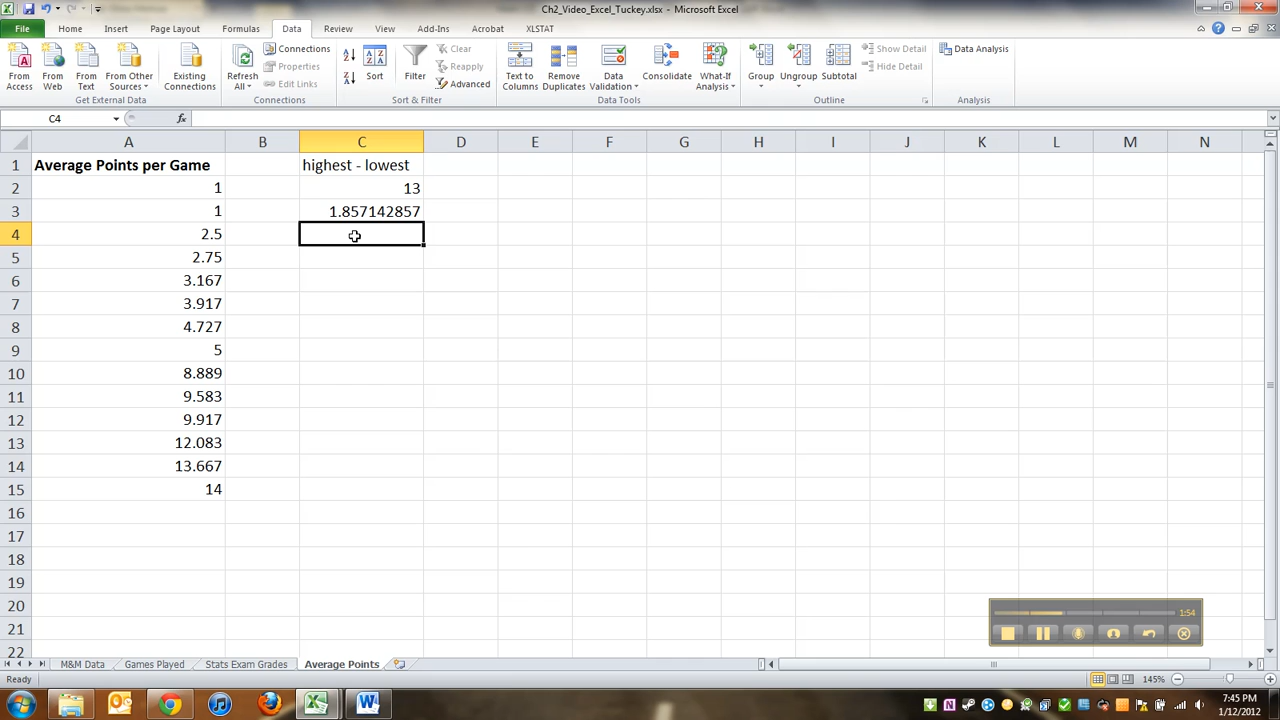 Ch2_Video_Excel_Tuckey.xlsx - Microsoft Excel
File Home Insert Page Layout Formulas Data Review View Add-Ins Acrobat XLSTAT
From Access
From Web
From Text
From Other Sources
Existing Connections
Get External Data
Refresh All
Connections
Properties
Edit Links
Connections
Sort
Filter
Clear
Reapply
Advanced
Sort & Filter
Text to Columns
Remove Duplicates
Data Validation
Consolidate
What-If Analysis
Data Tools
Group
Ungroup
Subtotal
Show Detail
Hide Detail
Outline
Data Analysis
Analysis
C4 fx
A B C D E F G H I J K L M N
1 Average Points per Game highest - lowest
2 1 13
3 1 1.857142857
4 2.5
5 2.75
6 3.167
7 3.917
8 4.727
9 5
10 8.889
11 9.583
12 9.917
13 12.083
14 13.667
15 14
16
17
18
19
20
21
22
1:54
M&M Data Games Played Stats Exam Grades Average Points
Ready 145%
7:45 PM
1/12/2012